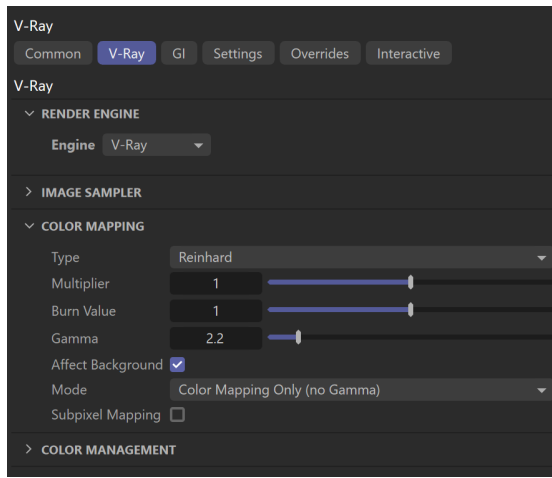 V-Ray
Common V-Ray GI Settings Overrides Interactive
V-Ray
RENDER ENGINE
Engine V-Ray
IMAGE SAMPLER
COLOR MAPPING
Type Reinhard
Multiplier 1
Burn Value 1
Gamma 2.2
Affect Background
Mode Color Mapping Only (no Gamma)
Subpixel Mapping
COLOR MANAGEMENT